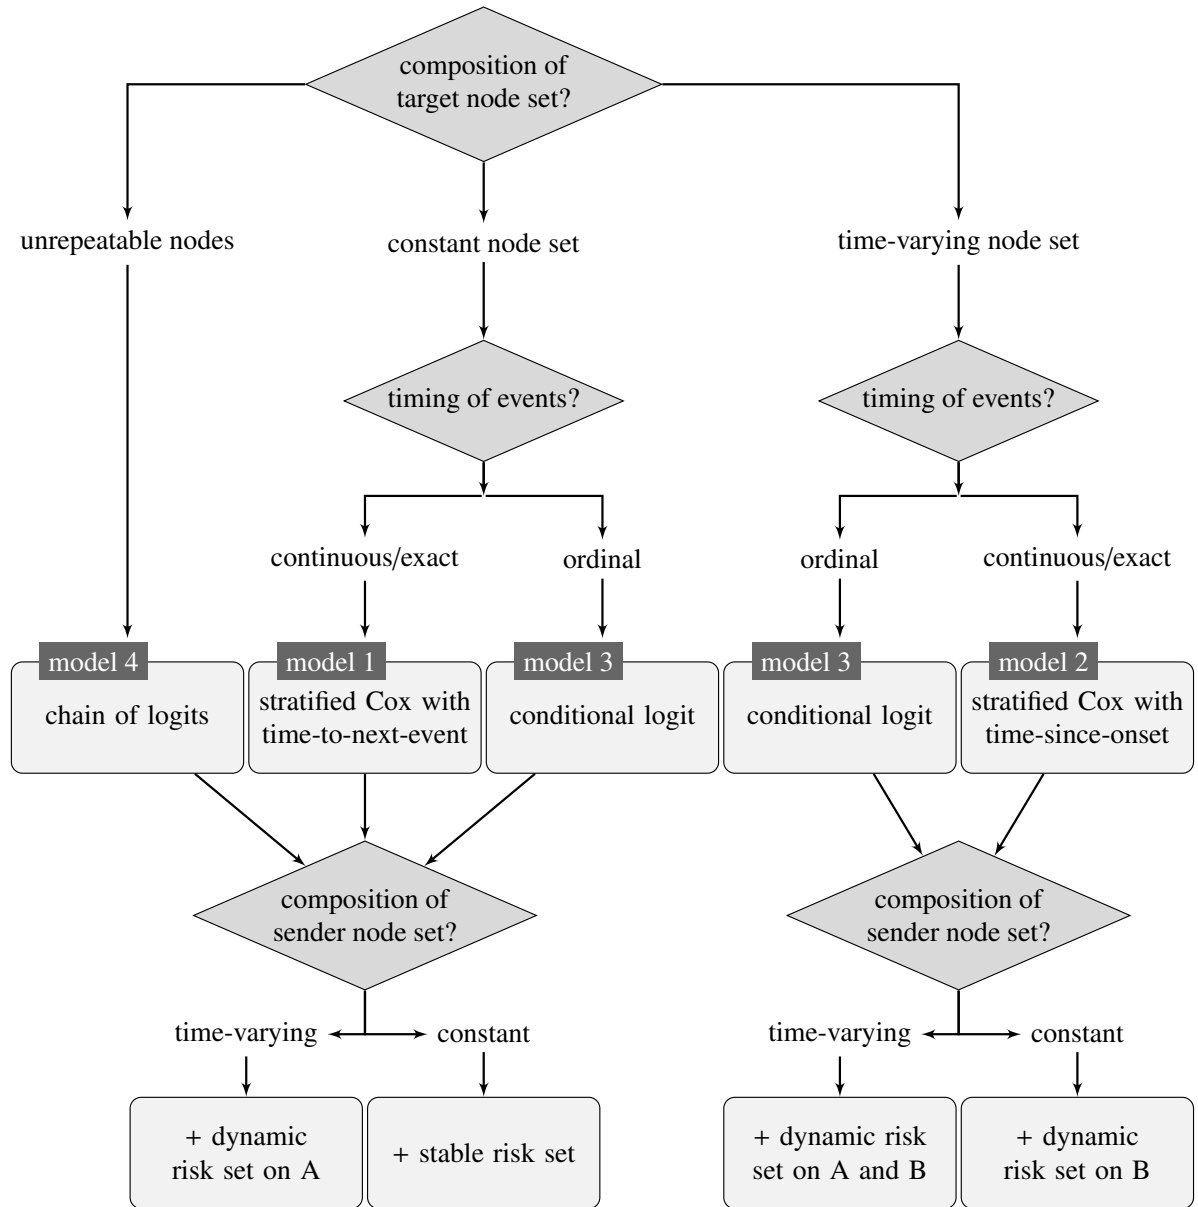 composition of
target node set?
unrepeatable nodes
constant node set
time-varying node set
timing of events?
timing of events?
continuous/exact
ordinal
ordinal
continuous/exact
model 4
chain of logits
model 1
stratified Cox with
time-to-next-event
model 3
conditional logit
model 3
conditional logit
model 2
stratified Cox with
time-since-onset
composition of
sender node set?
composition of
sender node set?
time-varying
constant
time-varying
constant
+ dynamic
risk set on A
+ stable risk set
+ dynamic risk
set on A and B
+ dynamic
risk set on B